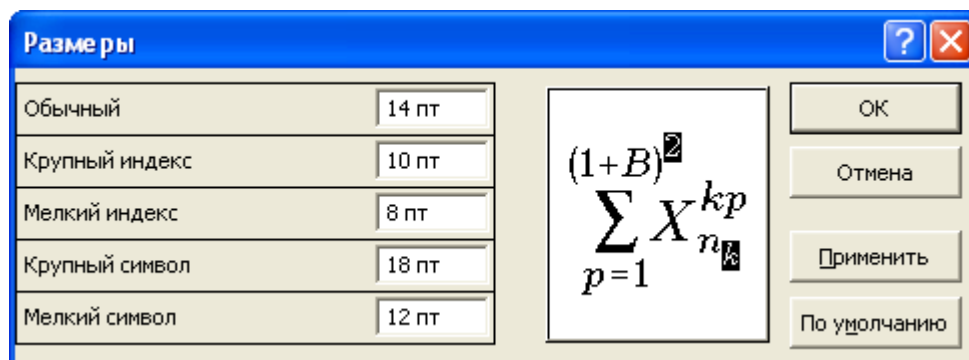 Размеры
Обычный 14 пт
Крупный индекс 10 пт
Мелкий индекс 8 пт
Крупный символ 18 пт
Мелкий символ 12 пт
(1+B)²
∑ X n k kp
p=1
OK
Отмена
Применить
По умолчанию